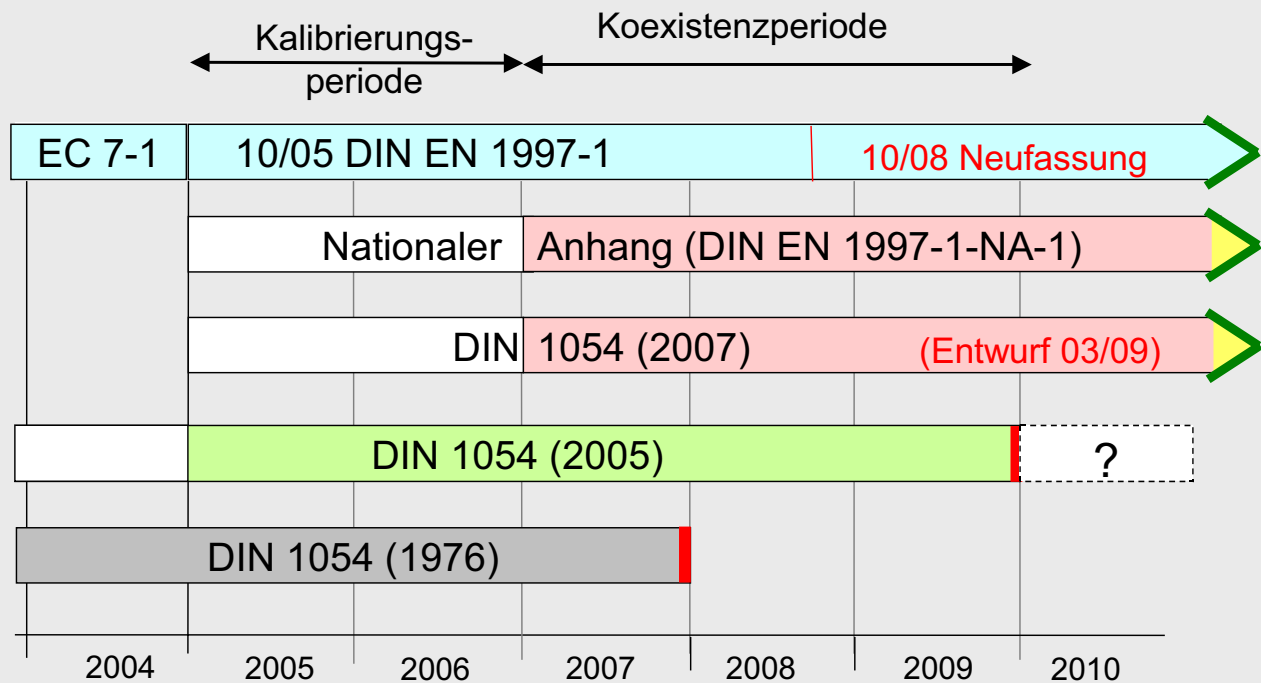 Kalibrierungs-
periode
Koexistenzperiode
EC 7-1
10/05 DIN EN 1997-1
10/08 Neufassung
Nationaler Anhang (DIN EN 1997-1-NA-1)
DIN 1054 (2007)
(Entwurf 03/09)
DIN 1054 (2005)
?
DIN 1054 (1976)
2004 2005 2006 2007 2008 2009 2010